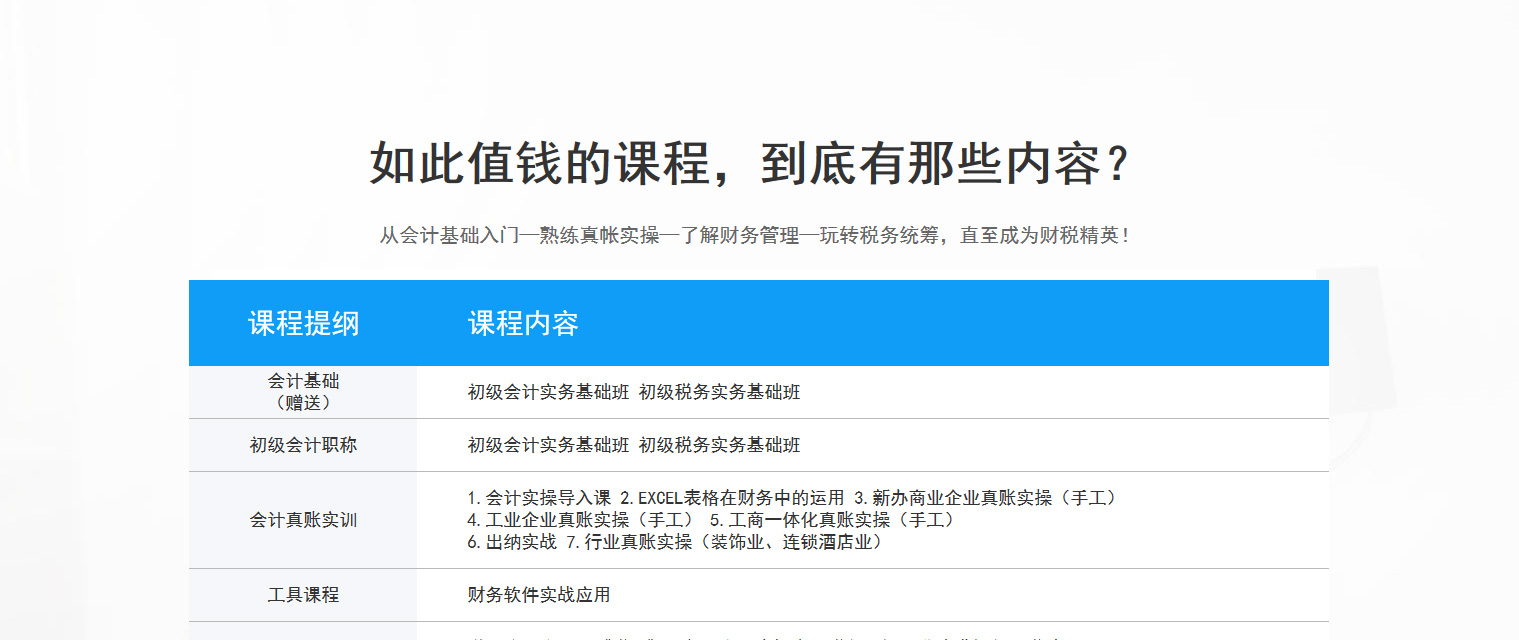 如此值钱的课程，到底有那些内容？
从会计基础入门—熟练真帐实操—了解财务管理—玩转税务统筹，直至成为财税精英！
课程提纲 课程内容
会计基础
（赠送）
初级会计实务基础班 初级税务实务基础班
初级会计职称 初级会计实务基础班 初级税务实务基础班
会计真账实训
1.会计实操导入课 2.EXCEL表格在财务中的运用 3.新办商业企业真账实操（手工）
4.工业企业真账实操（手工） 5.工商一体化真账实操（手工）
6.出纳实战 7.行业真账实操（装饰业、连锁酒店业）
工具课程 财务软件实战应用